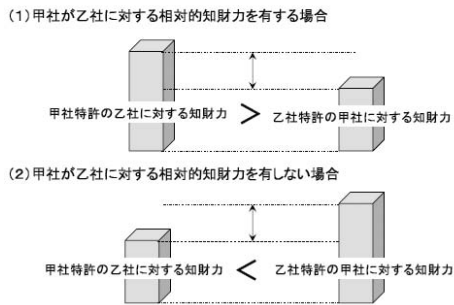 (1)甲社が乙社に対する相対的知財力を有する場合
甲社特許の乙社に対する知財力 > 乙社特許の甲社に対する知財力
(2)甲社が乙社に対する相対的知財力を有しない場合
甲社特許の乙社に対する知財力 < 乙社特許の甲社に対する知財力